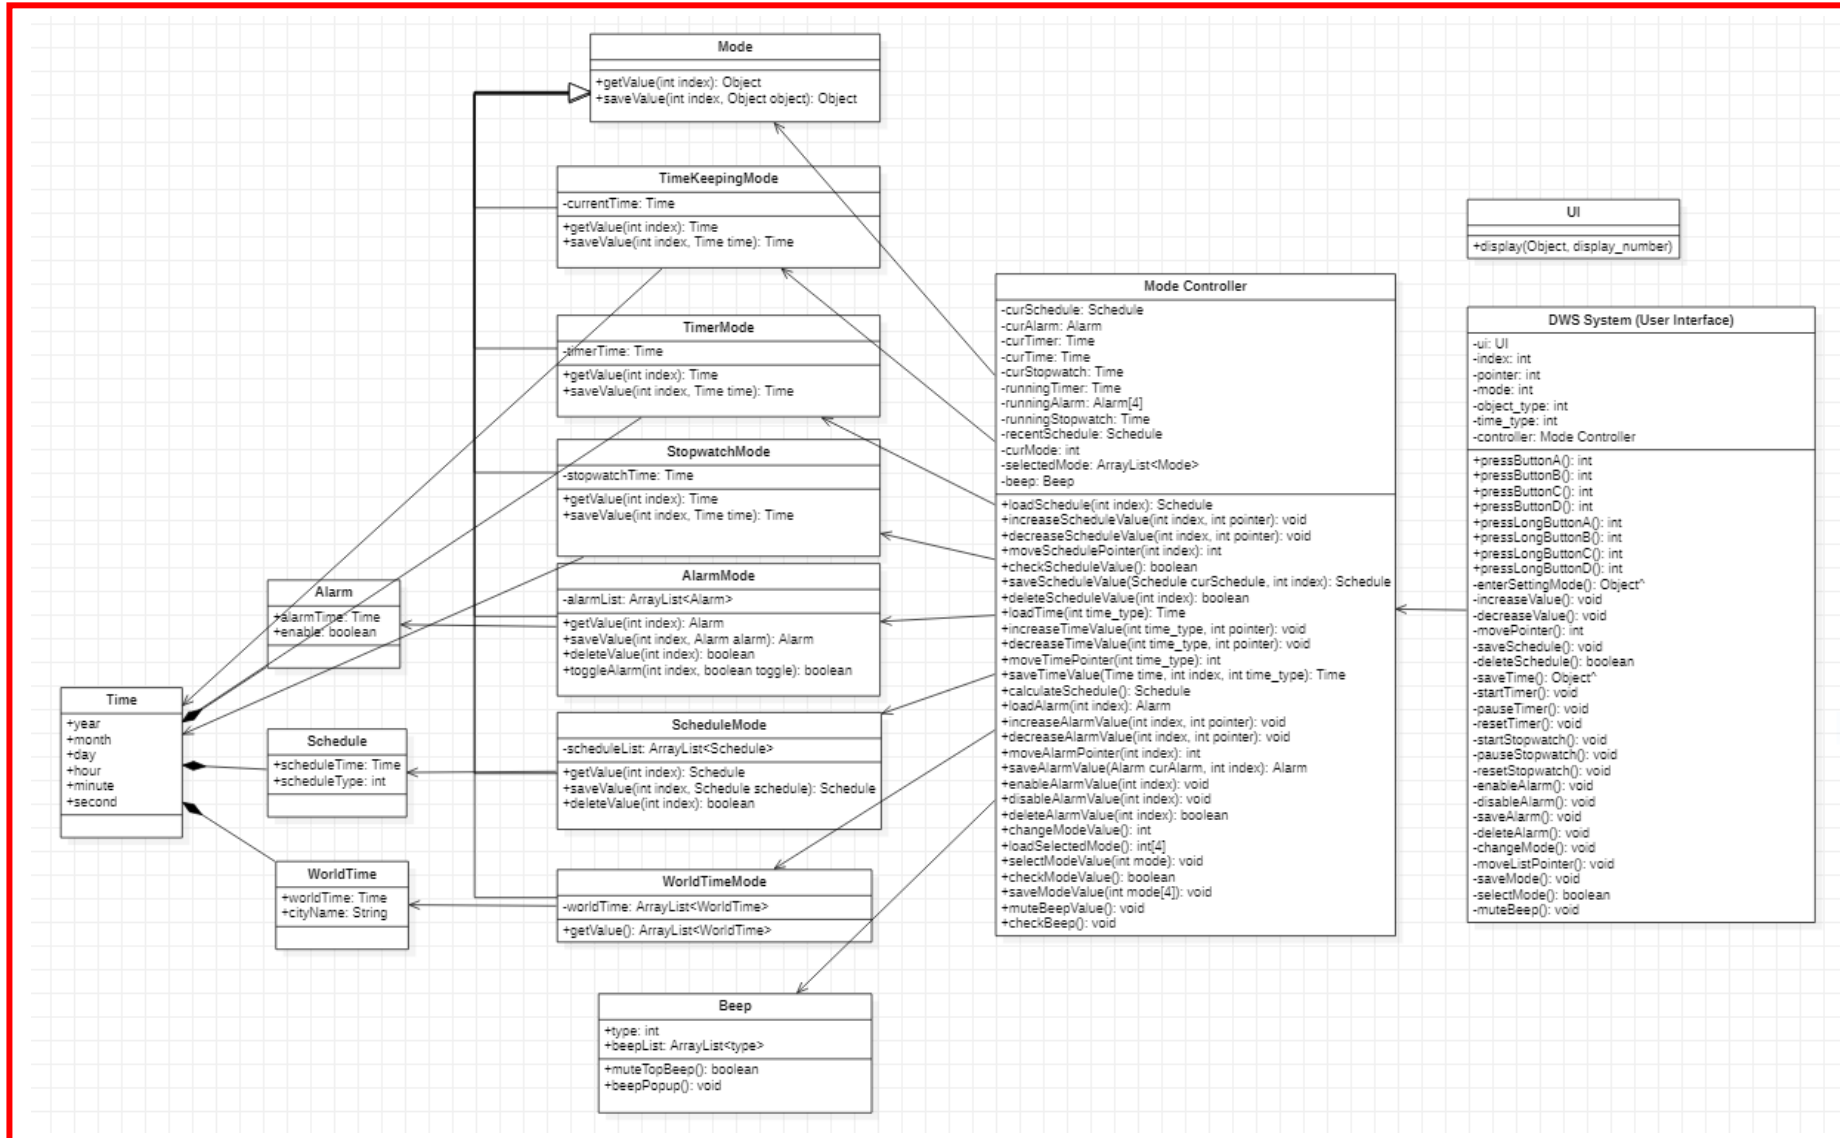 Mode
+getValue(int index): Object
+saveValue(int index, Object object): Object
TimeKeepingMode
-currentTime: Time
+getValue(int index): Time
+saveValue(int index, Time time): Time
TimerMode
-timerTime: Time
+getValue(int index): Time
+saveValue(int index, Time time): Time
StopwatchMode
-stopwatchTime: Time
+getValue(int index): Time
+saveValue(int index, Time time): Time
AlarmMode
-alarmList: ArrayList<Alarm>
+getValue(int index): Alarm
+saveValue(int index, Alarm alarm): Alarm
+deleteValue(int index): boolean
+toggleAlarm(int index, boolean toggle): boolean
ScheduleMode
-scheduleList: ArrayList<Schedule>
+getValue(int index): Schedule
+saveValue(int index, Schedule schedule): Schedule
+deleteValue(int index): boolean
WorldTimeMode
-worldTime: ArrayList<WorldTime>
+getValue(): ArrayList<WorldTime>
Beep
+type: int
+beepList: ArrayList<type>
+muteTopBeep(): boolean
+beepPopup(): void
Alarm
+alarmTime: Time
+enable: boolean
Time
+year
+month
+day
+hour
+minute
+second
Schedule
+scheduleTime: Time
+scheduleType: int
WorldTime
+worldTime: Time
+cityName: String
Mode Controller
-curSchedule: Schedule
-curAlarm: Alarm
-curTimer: Time
-curTime: Time
-curStopwatch: Time
-runningTimer: Time
-runningAlarm: Alarm[4]
-runningStopwatch: Time
-recentSchedule: Schedule
-curMode: int
-selectedMode: ArrayList<Mode>
-beep: Beep
+loadSchedule(int index): Schedule
+increaseScheduleValue(int index, int pointer): void
+decreaseScheduleValue(int index, int pointer): void
+moveSchedulePointer(int index): int
+checkScheduleValue(): boolean
+saveScheduleValue(Schedule curSchedule, int index): Schedule
+deleteScheduleValue(int index): boolean
+loadTime(int time_type): Time
+increaseTimeValue(int time_type, int pointer): void
+decreaseTimeValue(int time_type, int pointer): void
+moveTimePointer(int time_type): int
+saveTimeValue(Time time, int index, int time_type): Time
+calculateSchedule(): Schedule
+loadAlarm(int index): Alarm
+increaseAlarmValue(int index, int pointer): void
+decreaseAlarmValue(int index, int pointer): void
+moveAlarmPointer(int index): int
+saveAlarmValue(Alarm curAlarm, int index): Alarm
+enableAlarmValue(int index): void
+disableAlarmValue(int index): void
+deleteAlarmValue(int index): boolean
+changeModeValue(): int
+loadSelectedMode(): int[4]
+selectModeValue(int mode): void
+checkModeValue(): boolean
+saveModeValue(int mode[4]): void
+muteBeepValue(): void
+checkBeep(): void
UI
+display(Object, display_number)
DWS System (User Interface)
-ui: UI
-index: int
-pointer: int
-mode: int
-object_type: int
-time_type: int
-controller: Mode Controller
+pressButtonA(): int
+pressButtonB(): int
+pressButtonC(): int
+pressButtonD(): int
+pressLongButtonA(): int
+pressLongButtonB(): int
+pressLongButtonC(): int
+pressLongButtonD(): int
-enterSettingMode(): Object^
-increaseValue(): void
-decreaseValue(): void
-movePointer(): int
-saveSchedule(): void
-deleteSchedule(): boolean
-saveTime(): Object^
-startTimer(): void
-pauseTimer(): void
-resetTimer(): void
-startStopwatch(): void
-pauseStopwatch(): void
-resetStopwatch(): void
-enableAlarm(): void
-disableAlarm(): void
-saveAlarm(): void
-deleteAlarm(): void
-changeMode(): void
-moveListPointer(): void
-saveMode(): void
-selectMode(): boolean
-muteBeep(): void